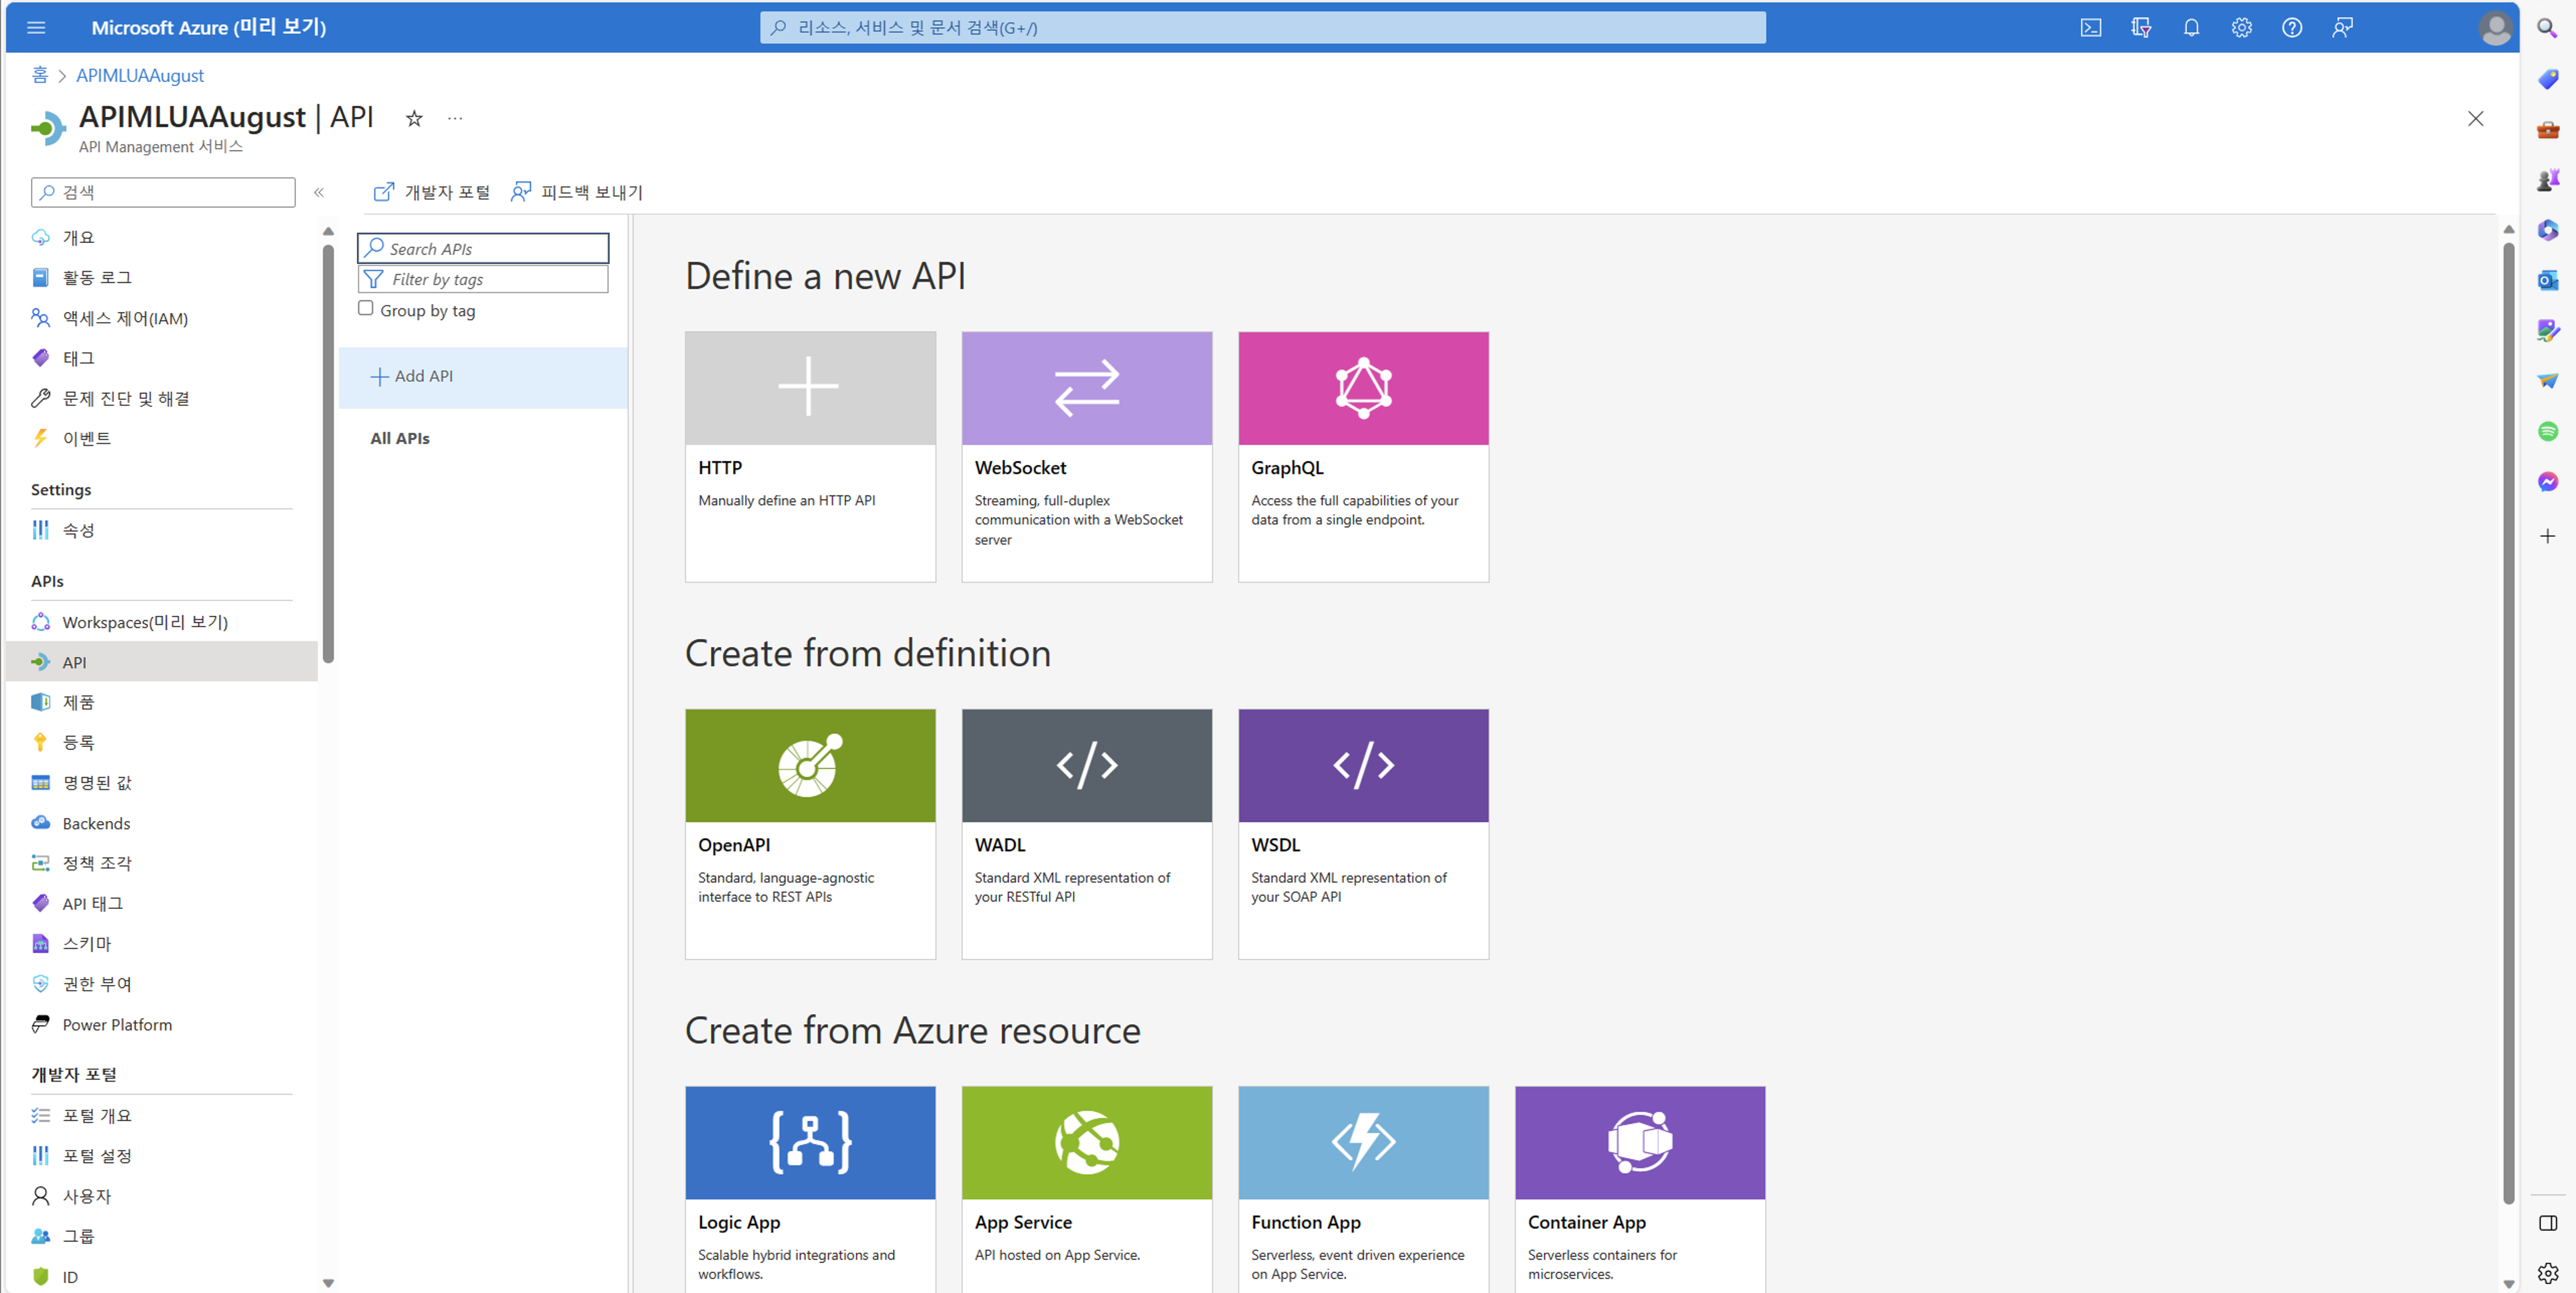 Microsoft Azure (미리 보기)
리소스, 서비스 및 문서 검색(G+/)
홈 > APIMLUAAugust
APIMLUAAugust | API
API Management 서비스
검색
개발자 포털
피드백 보내기
개요
활동 로그
액세스 제어(IAM)
태그
문제 진단 및 해결
이벤트
Settings
속성
APIs
Workspaces(미리 보기)
API
제품
등록
명명된 값
Backends
정책 조각
API 태그
스키마
권한 부여
Power Platform
개발자 포털
포털 개요
포털 설정
사용자
그룹
ID
Search APIs
Filter by tags
Group by tag
Add API
All APIs
Define a new API
HTTP
Manually define an HTTP API
WebSocket
Streaming, full-duplex
communication with a WebSocket
server
GraphQL
Access the full capabilities of your
data from a single endpoint.
Create from definition
OpenAPI
Standard, language-agnostic
interface to REST APIs
WADL
Standard XML representation of
your RESTful API
WSDL
Standard XML representation of
your SOAP API
Create from Azure resource
Logic App
Scalable hybrid integrations and
workflows.
App Service
API hosted on App Service.
Function App
Serverless, event driven experience
on App Service.
Container App
Serverless containers for
microservices.